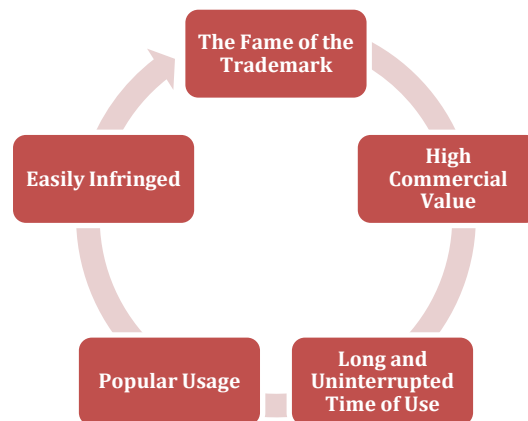 The Fame of the
Trademark
High
Commercial
Value
Long and
Uninterrupted
Time of Use
Popular Usage
Easily Infringed